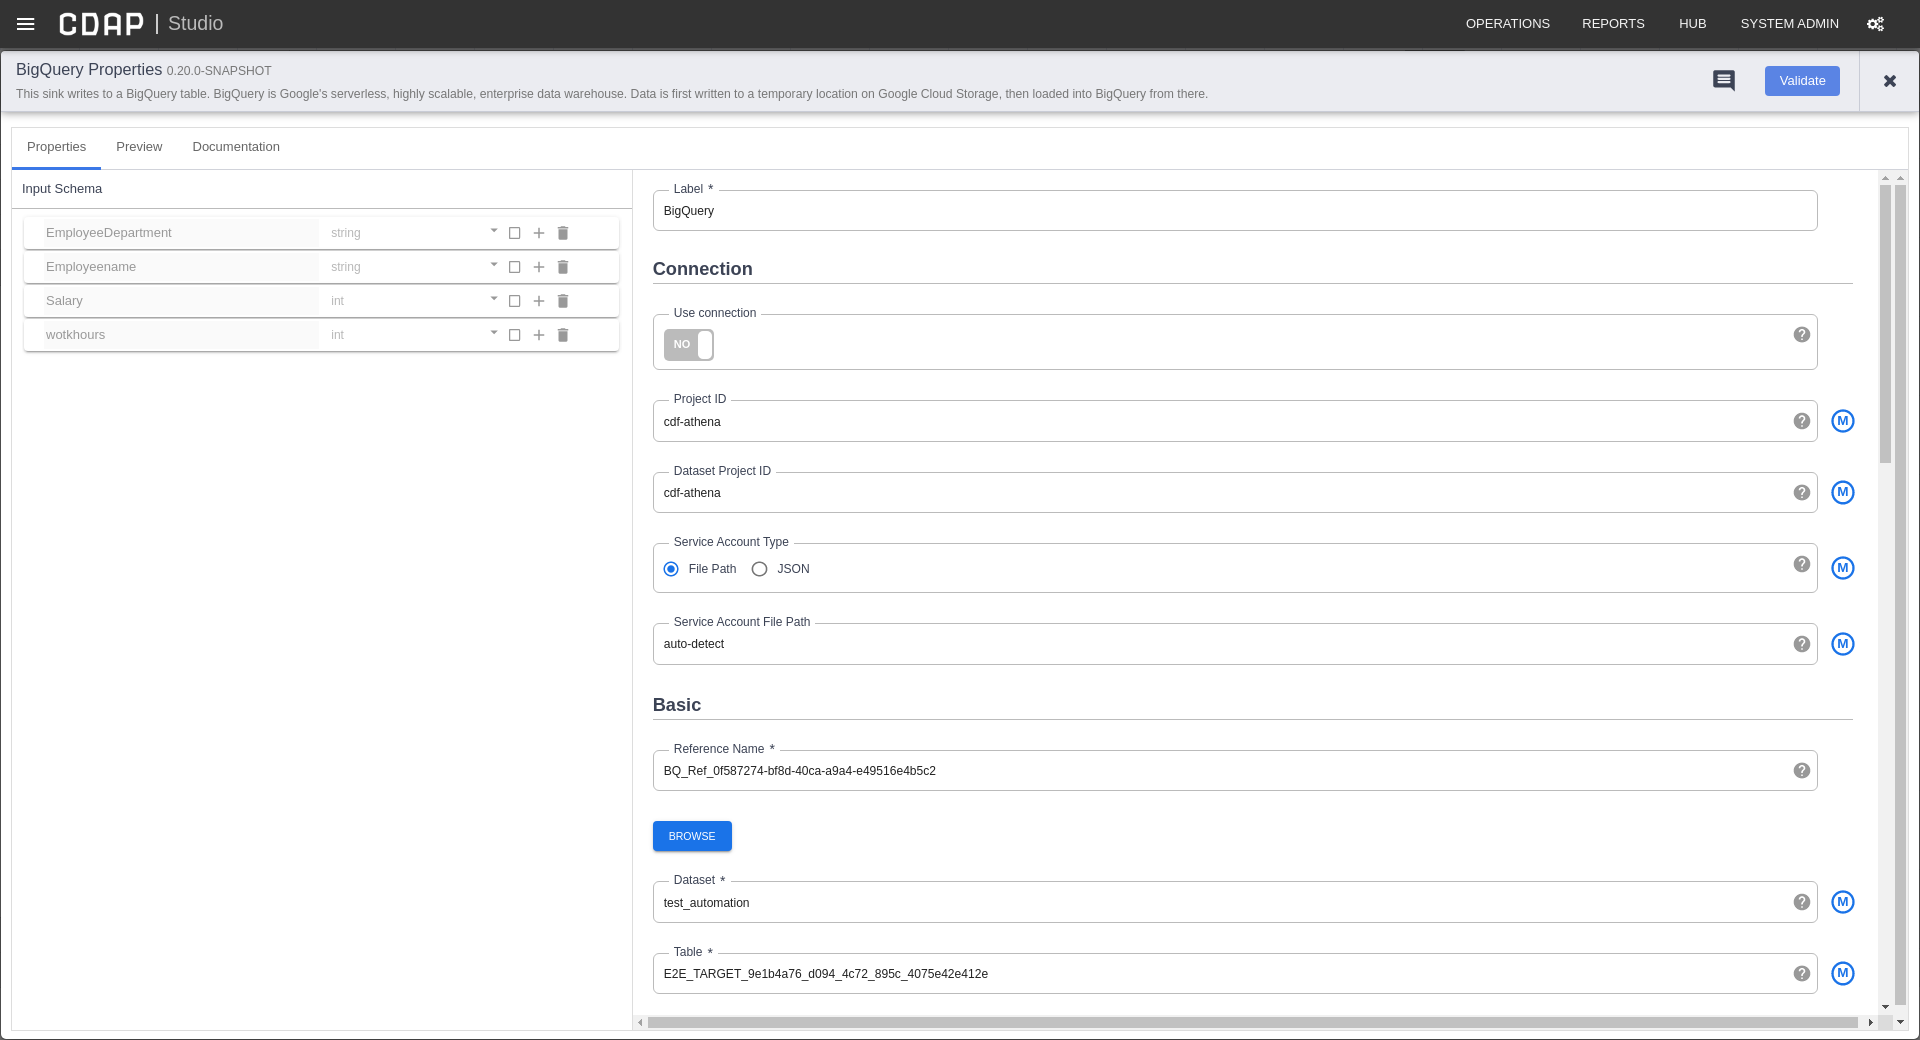 CDAP | Studio
OPERATIONS REPORTS HUB SYSTEM ADMIN
BigQuery Properties 0.20.0-SNAPSHOT
This sink writes to a BigQuery table. BigQuery is Google's serverless, highly scalable, enterprise data warehouse. Data is first written to a temporary location on Google Cloud Storage, then loaded into BigQuery from there.
Validate
Properties Preview Documentation
Input Schema
EmployeeDepartment string
Employeename string
Salary int
wotkhours int
Label *
BigQuery
Connection
Use connection
NO
Project ID
cdf-athena
M
Dataset Project ID
cdf-athena
M
Service Account Type
File Path JSON
M
Service Account File Path
auto-detect
M
Basic
Reference Name *
BQ_Ref_0f587274-bf8d-40ca-a9a4-e49516e4b5c2
BROWSE
Dataset *
test_automation
M
Table *
E2E_TARGET_9e1b4a76_d094_4c72_895c_4075e42e412e
M